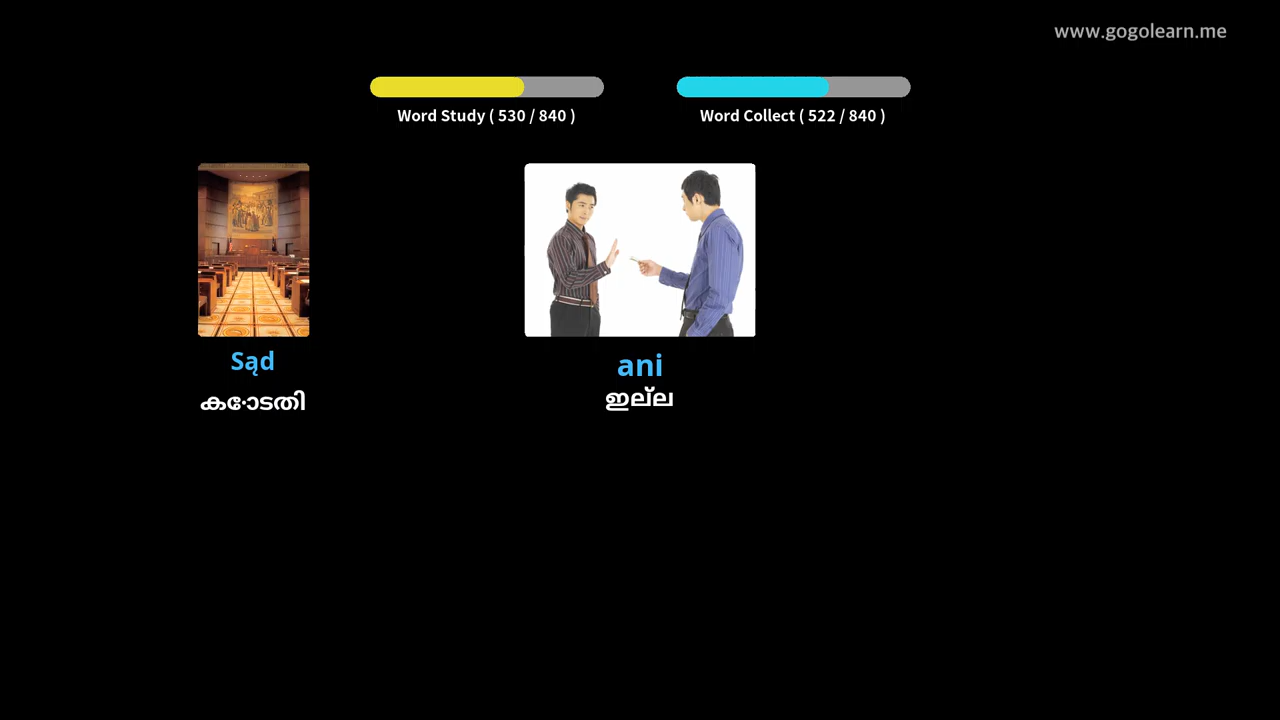 www.gogolearn.me
Word Study ( 530 / 840 )
Word Collect ( 522 / 840 )
Sąd
കോടതി
ani
ഇല്ല